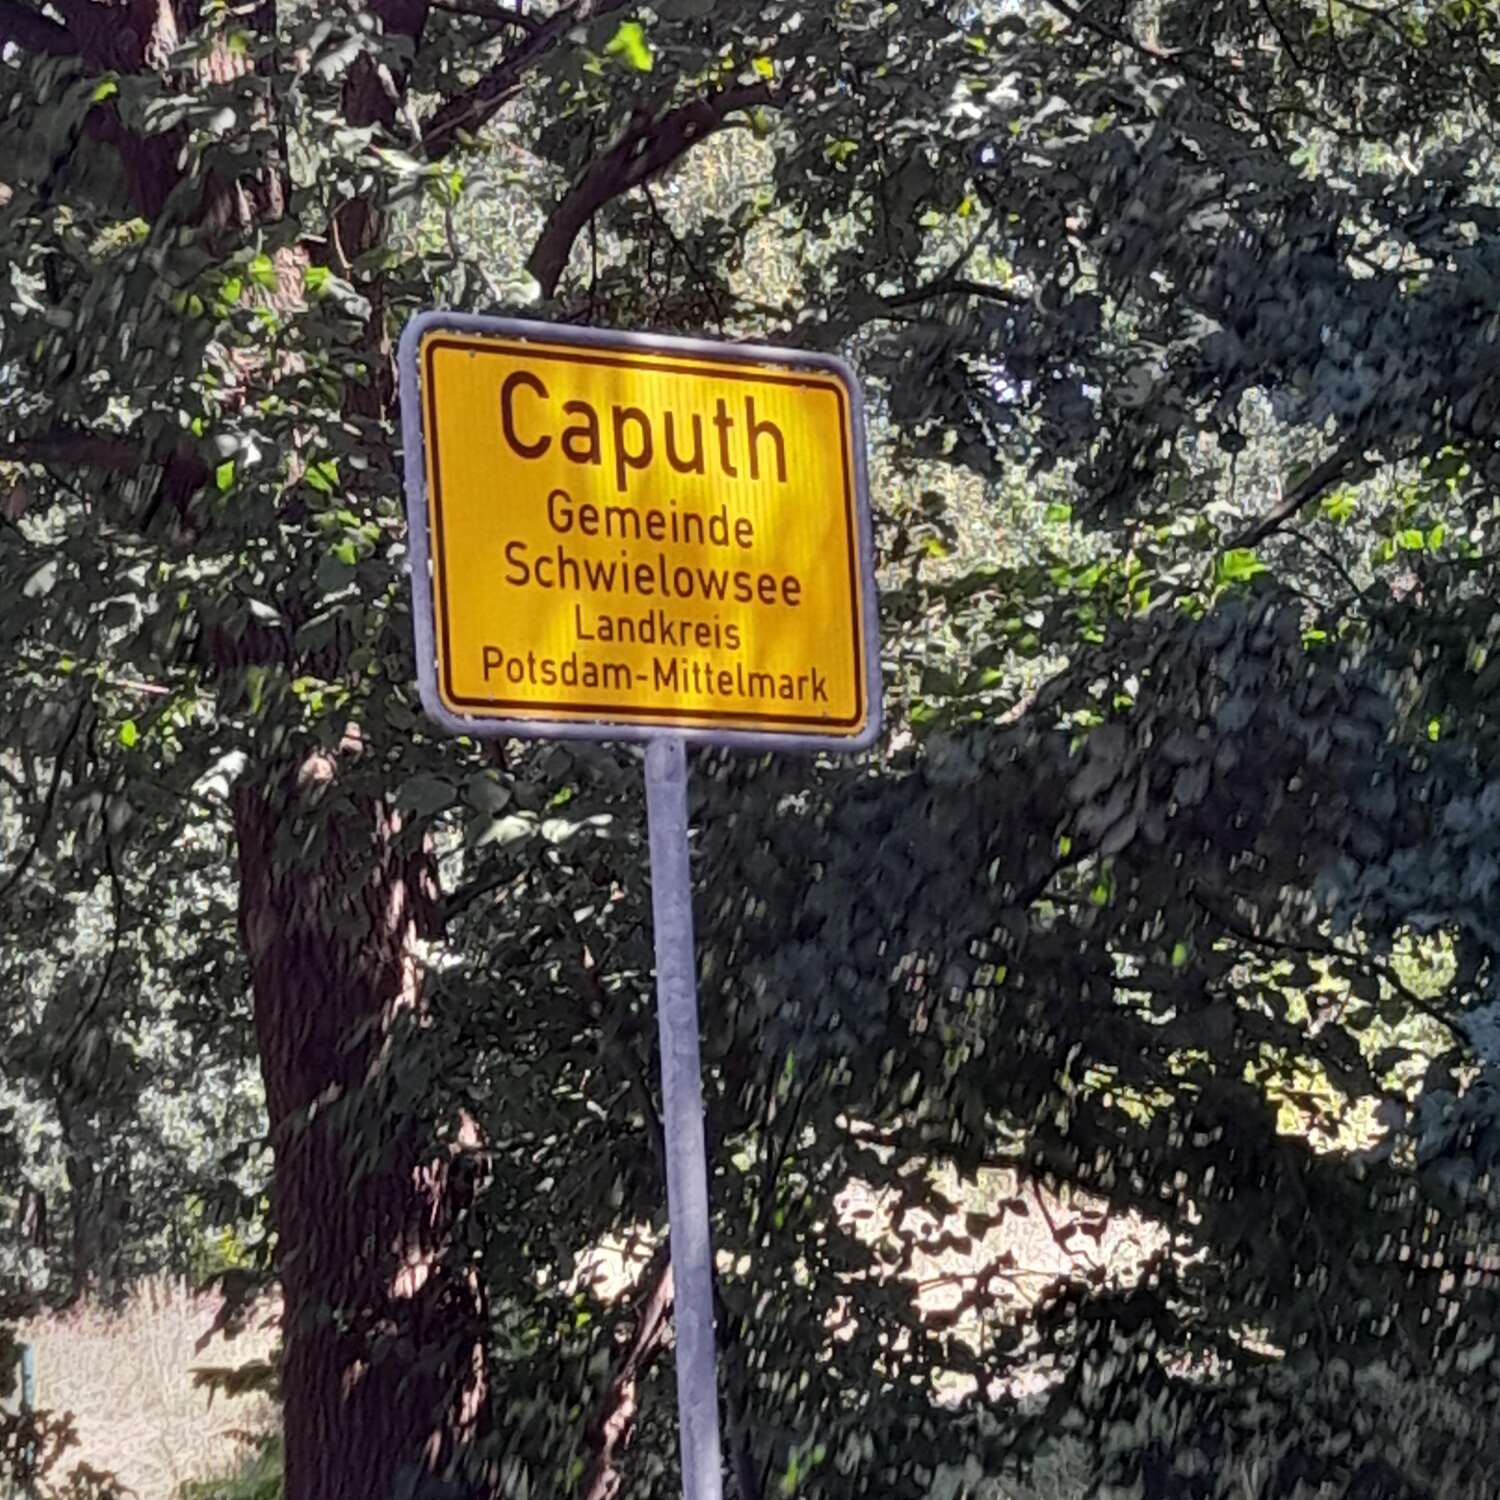 Caputh
Gemeinde
Schwielowsee
Landkreis
Potsdam-Mittelmark